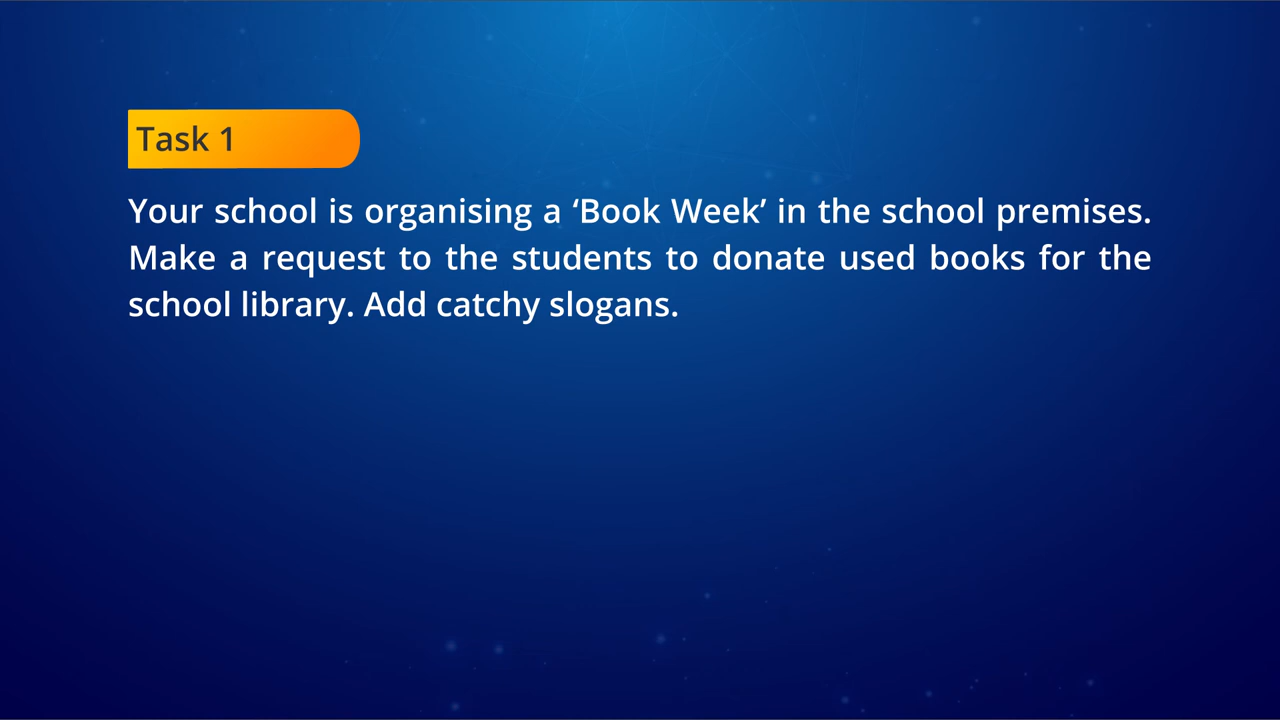 Task 1
Your school is organising a ‘Book Week’ in the school premises.
Make a request to the students to donate used books for the
school library. Add catchy slogans.